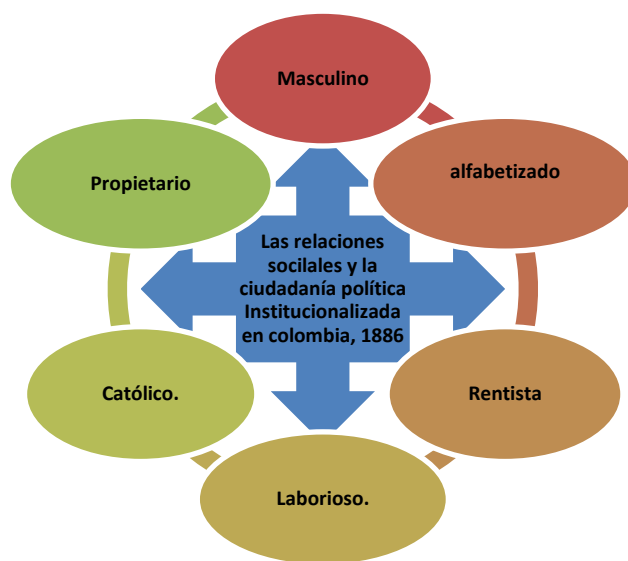 Masculino
alfabetizado
Propietario
Las relaciones
socilales y la
ciudadanía política
Institucionalizada
en colombia, 1886
Católico.
Rentista
Laborioso.